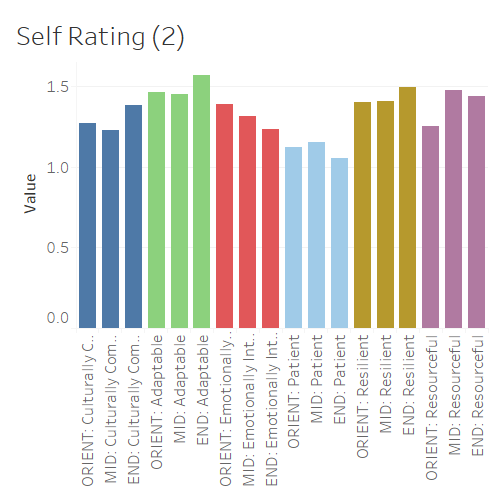 Self Rating (2)
1.5
1.0
0.5
0.0
Value
ORIENT: Culturally C..
MID: Culturally Com..
END: Culturally Com..
ORIENT: Adaptable
MID: Adaptable
END: Adaptable
ORIENT: Emotionally..
MID: Emotionally Int..
END: Emotionally Int..
ORIENT: Patient
MID: Patient
END: Patient
ORIENT: Resilient
MID: Resilient
END: Resilient
ORIENT: Resourceful
MID: Resourceful
END: Resourceful